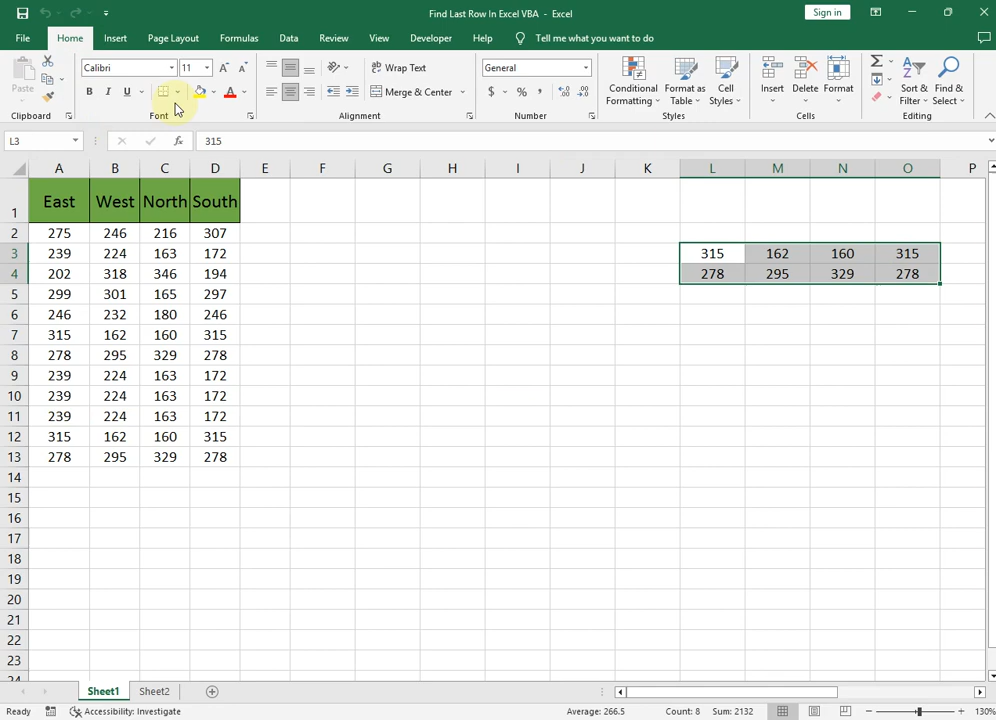 Find Last Row In Excel VBA - Excel
Sign in
File Home Insert Page Layout Formulas Data Review View Developer Help Tell me what you want to do
Paste
Calibri 11 A A
B I U A
Wrap Text
Merge & Center
General
$ % ,
Conditional Formatting
Format as Table
Cell Styles
Insert Delete Format
Sort & Filter
Find & Select
Clipboard Font Alignment Number Styles Cells Editing
L3 fx 315
A B C D E F G H I J K L M N O P
1 East West North South
2 275 246 216 307
3 239 224 163 172 315 162 160 315
4 202 318 346 194 278 295 329 278
5 299 301 165 297
6 246 232 180 246
7 315 162 160 315
8 278 295 329 278
9 239 224 163 172
10 239 224 163 172
11 239 224 163 172
12 315 162 160 315
13 278 295 329 278
14
15
16
17
18
19
20
21
22
23
24
Sheet1 Sheet2
Ready Accessibility: Investigate Average: 266.5 Count: 8 Sum: 2132 130%